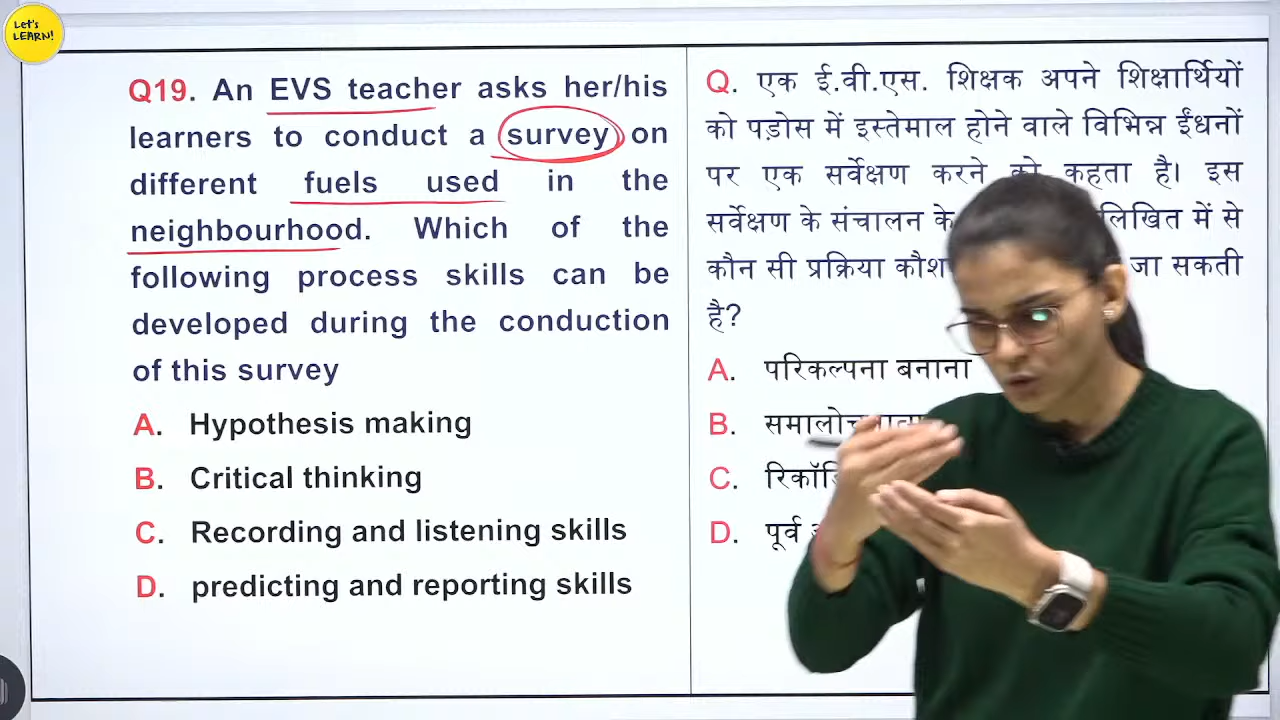 Let's
LEARN!
Q19. An EVS teacher asks her/his
learners to conduct a survey on
different fuels used in the
neighbourhood. Which of the
following process skills can be
developed during the conduction
of this survey
A. Hypothesis making
B. Critical thinking
C. Recording and listening skills
D. predicting and reporting skills
Q. एक ई.वी.एस. शिक्षक अपने शिक्षार्थियों
को पड़ोस में इस्तेमाल होने वाले विभिन्न ईंधनों
पर एक सर्वेक्षण करने को कहता है। इस
सर्वेक्षण के संचालन के लिखित में से
कौन सी प्रक्रिया जा सकती
है?
A. परिकल्पना बनाना
B.
C.
D. पूर्व